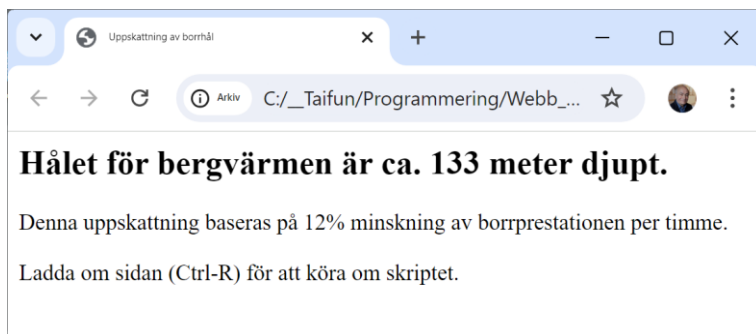 Uppskattning av borrhål
Arkiv C:/__Taifun/Programmering/Webb_...
Hålet för bergvärmen är ca. 133 meter djupt.
Denna uppskattning baseras på 12% minskning av borrprestationen per timme.
Ladda om sidan (Ctrl-R) för att köra om skriptet.